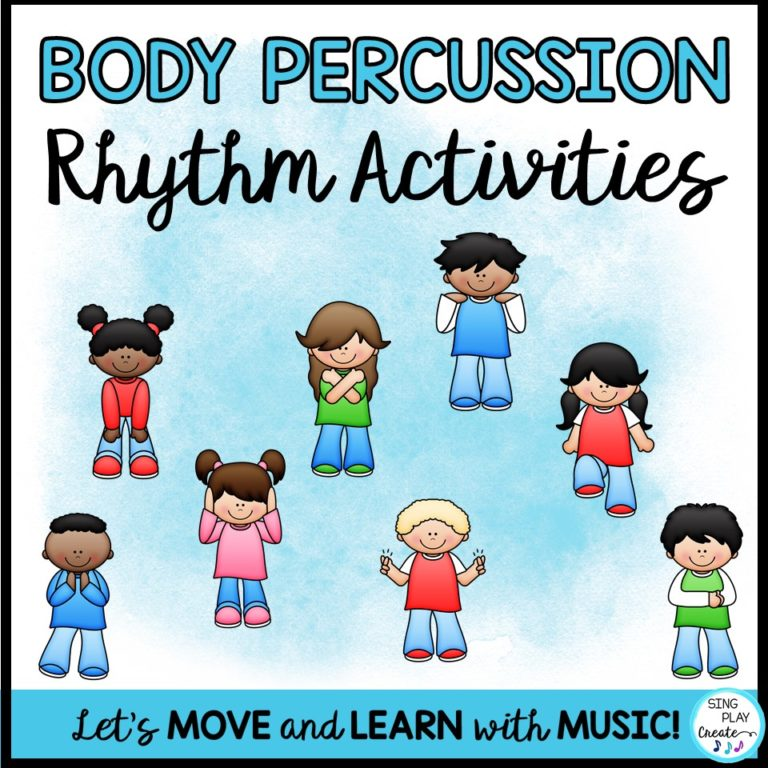 BODY PERCUSSION
Rhythm Activities
Let's MOVE and LEARN with MUSIC!
SING
PLAY
Create